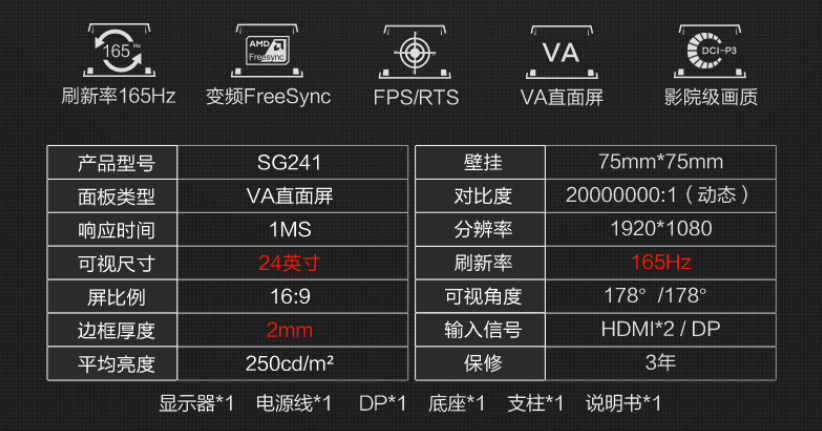 165 Hz
AMD
Freesync
VA
DCI-P3
刷新率165Hz 变频FreeSync FPS/RTS VA直面屏 影院级画质
产品型号 SG241 壁挂 75mm*75mm
面板类型 VA直面屏 对比度 20000000:1（动态）
响应时间 1MS 分辨率 1920*1080
可视尺寸 24英寸 刷新率 165Hz
屏比例 16:9 可视角度 178° /178°
边框厚度 2mm 输入信号 HDMI*2 / DP
平均亮度 250cd/m² 保修 3年
显示器*1 电源线*1 DP*1 底座*1 支柱*1 说明书*1